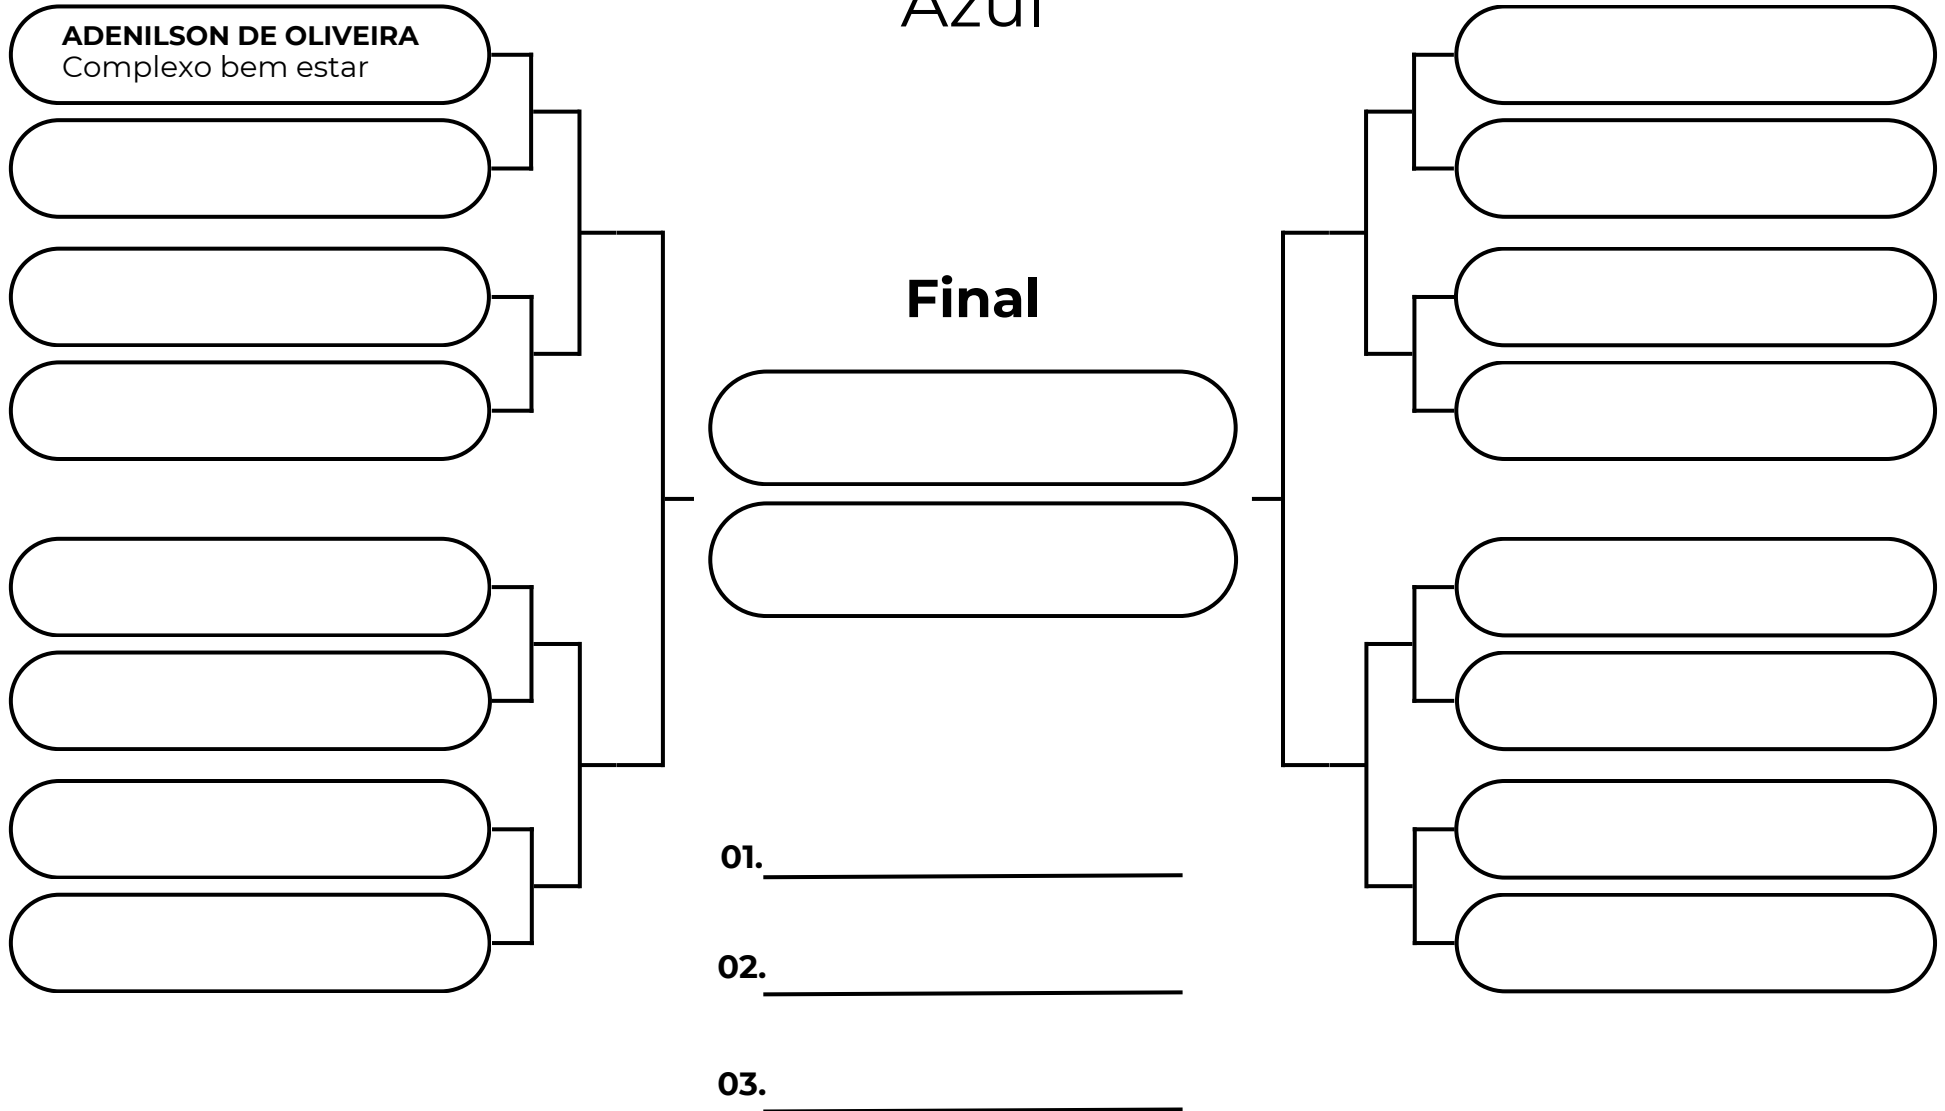 Azul
ADENILSON DE OLIVEIRA
Complexo bem estar
Final
01.
02.
03.